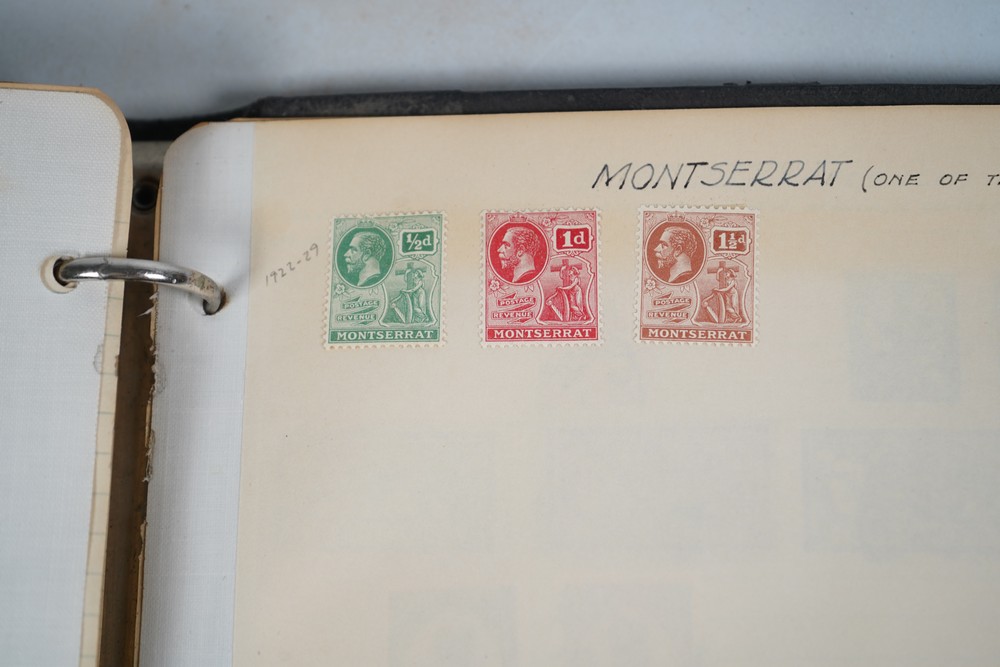 MONTSERRAT (ONE OF
1922-29
½d
POSTAGE
REVENUE
MONTSERRAT
1d
POSTAGE
REVENUE
MONTSERRAT
1½d
POSTAGE
REVENUE
MONTSERRAT